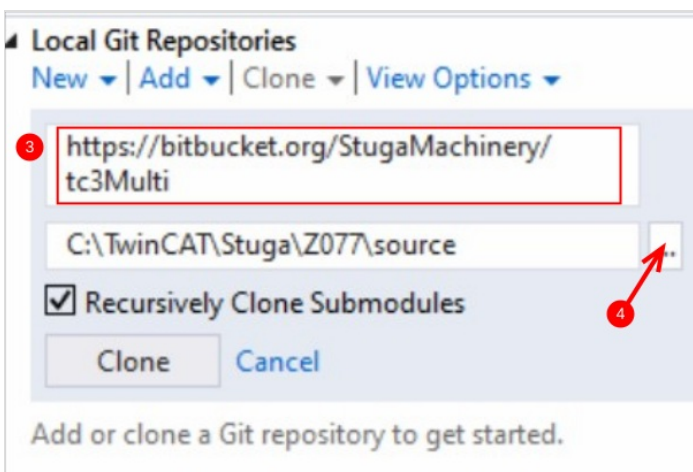 Local Git Repositories
New | Add | Clone | View Options
3
https://bitbucket.org/StugaMachinery/
tc3Multi
C:\TwinCAT\Stuga\Z077\source
..
4
Recursively Clone Submodules
Clone Cancel
Add or clone a Git repository to get started.